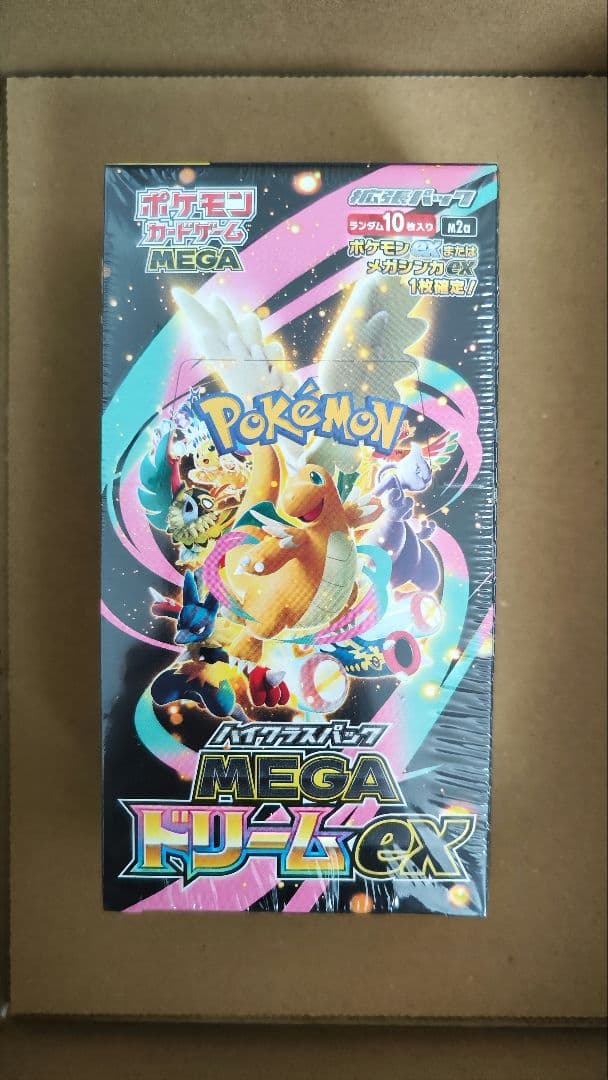 ポケモン
カードゲーム
MEGA
拡張パック
ランダム10枚入り
M2a
ポケモンexまたは
メガシンカex
1枚確定!
POKéMON
ハイクラスパック
MEGA
ドリームex